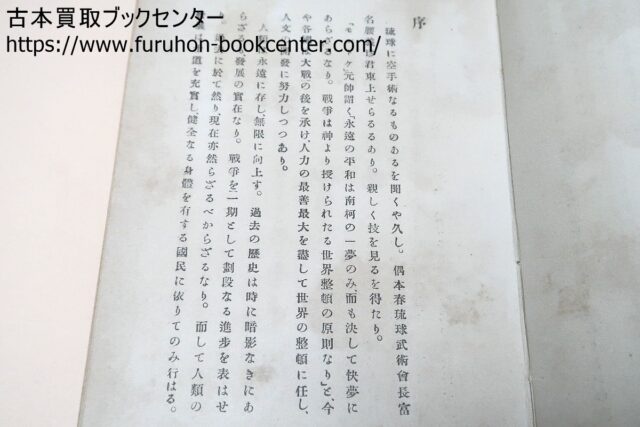 古本買取ブックセンター
https://www.furuhon-bookcenter.com/
序
琉球に空手術なるものあるを聞くや久し。偶本春琉球武術會長富
名腰 君東上せらるるあり。親しく技を見るを得たり。
元帥謂く「永遠の平和は南柯の一夢のみ、而も決して快夢に
あらざるなり。戰爭は神より授けられたる世界整頓の原則なり」と、今
や各 大戰の後を承け、人力の最善最大を盡して世界の整頓に任し、
人文 發に努力しつつあり。
人 永遠に存し、無限に向上す。過去の歷史は時に暗影なきにあ
らざる 發展の實在なり。戰爭を一期として劃段なる進步を表はせ
に於て然り、現在亦然らざるべからざるなり。而して人類の
道を充實し健全なる身體を有する國民に依りてのみ行はる。